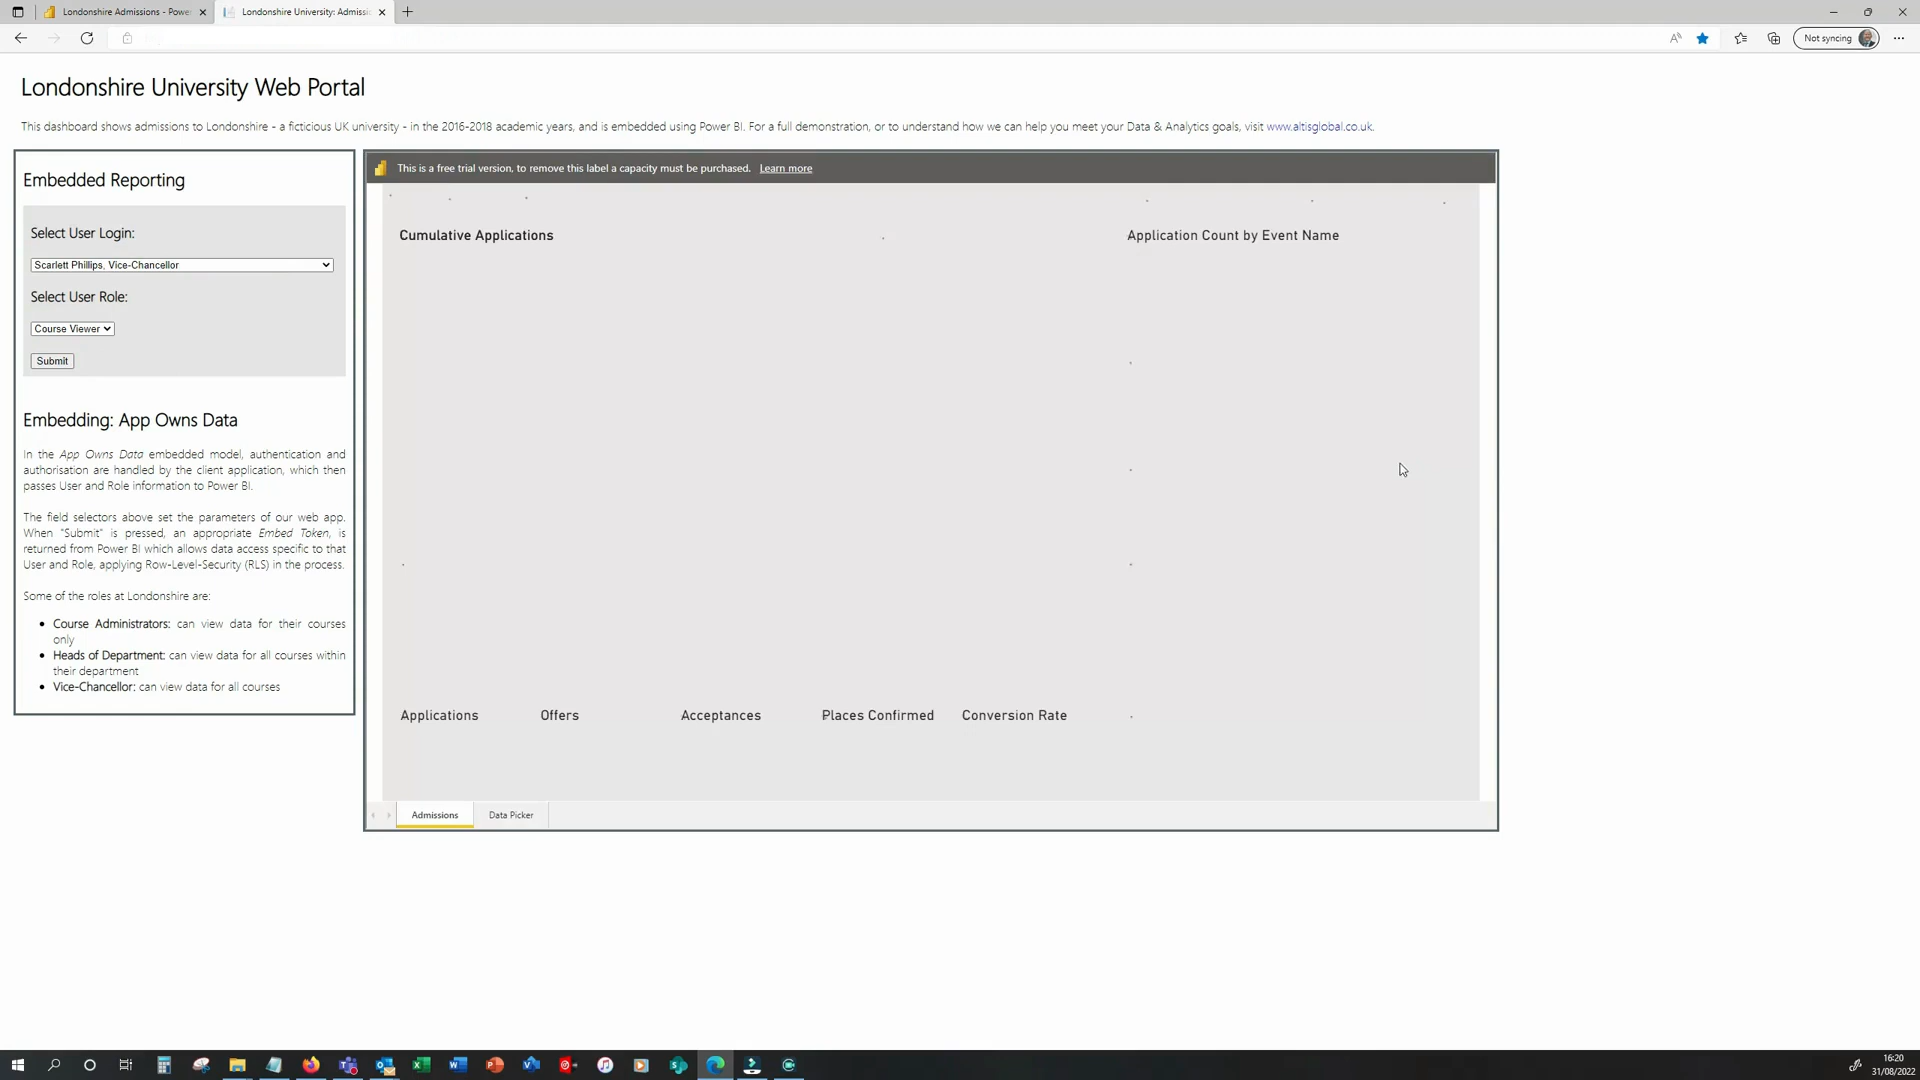 Londonshire Admissions - Power
Londonshire University: Admissi
Not syncing
Londonshire University Web Portal
This dashboard shows admissions to Londonshire - a ficticious UK university - in the 2016-2018 academic years, and is embedded using Power BI. For a full demonstration, or to understand how we can help you meet your Data & Analytics goals, visit www.altisglobal.co.uk.
Embedded Reporting
Select User Login:
Scarlett Phillips, Vice-Chancellor
Select User Role:
Course Viewer
Submit
Embedding: App Owns Data
In the App Owns Data embedded model, authentication and
authorisation are handled by the client application, which then
passes User and Role information to Power BI.
The field selectors above set the parameters of our web app.
When "Submit" is pressed, an appropriate Embed Token, is
returned from Power BI which allows data access specific to that
User and Role, applying Row-Level-Security (RLS) in the process.
Some of the roles at Londonshire are:
• Course Administrators: can view data for their courses
only
• Heads of Department: can view data for all courses within
their department
• Vice-Chancellor: can view data for all courses
This is a free trial version, to remove this label a capacity must be purchased. Learn more
Cumulative Applications
Application Count by Event Name
Applications
Offers
Acceptances
Places Confirmed
Conversion Rate
Admissions
Data Picker
16:20
31/08/2022